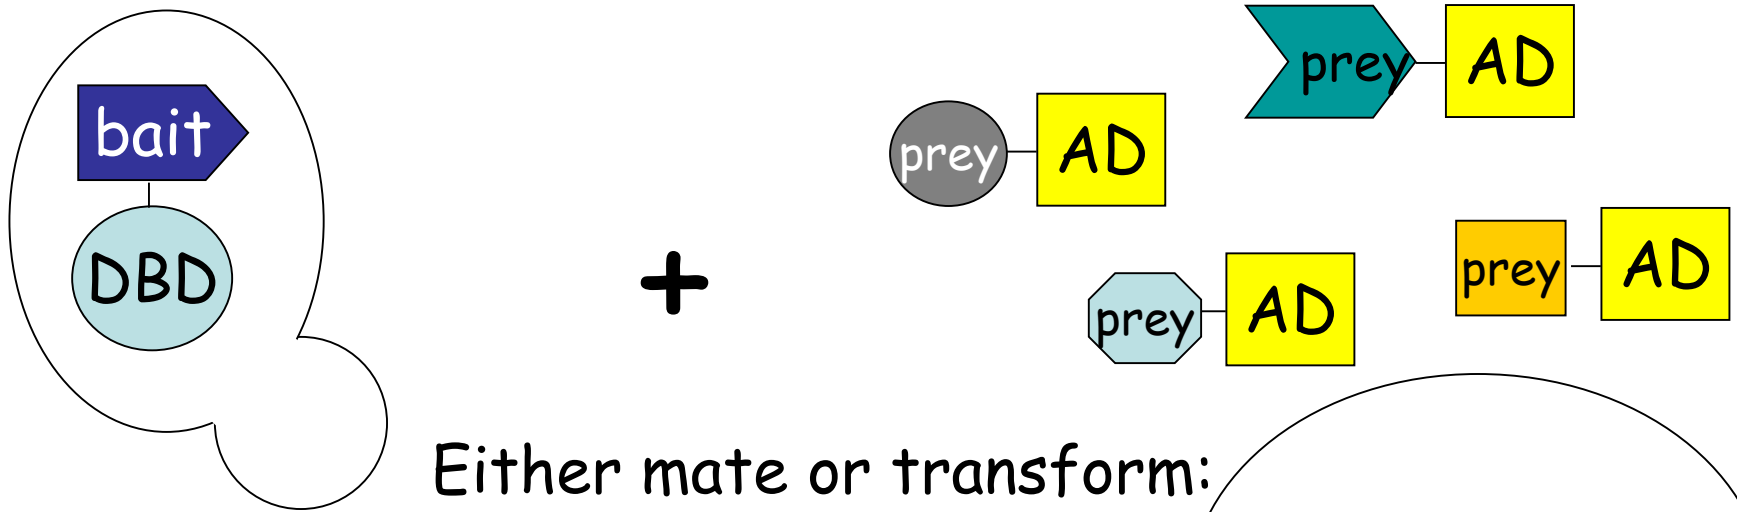 bait
DBD
+
prey AD
prey AD
prey AD
prey AD
Either mate or transform: